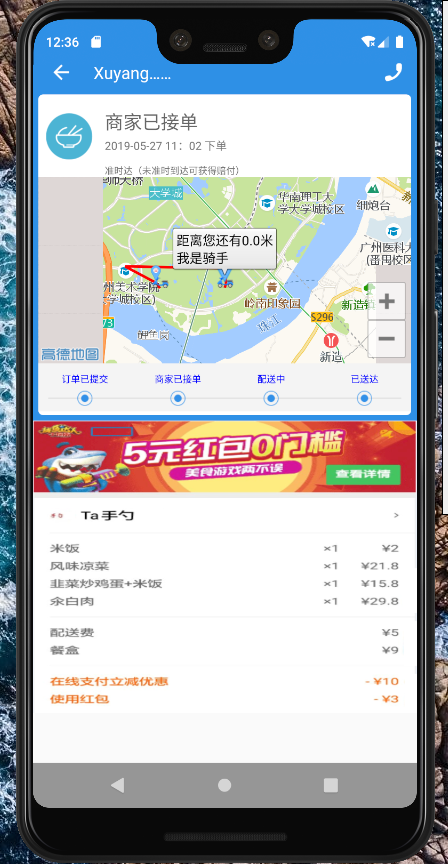 12:36
Xuyang……
商家已接单
2019-05-27 11：02 下单
准时达（未准时到达可获得赔付）
师大桥
大学城
华南理工大
学大学城校区
细炝台
广州医科大
(番禺校区
距离您还有0.0米
我是骑手
州美术学院
学城校区）
岭南印象园
新造
S296
珠江
73
新造
高德地图
+
−
订单已提交
商家已接单
配送中
已送达
5元红包0门槛
美食游戏两不误
查看详情
Ta手勺 >
米饭 ×1 ¥2
风味凉菜 ×1 ¥21.8
韭菜炒鸡蛋+米饭 ×1 ¥15.8
汆白肉 ×1 ¥29.8
配送费 ¥5
餐盒 ¥9
在线支付立减优惠 - ¥10
使用红包 - ¥3